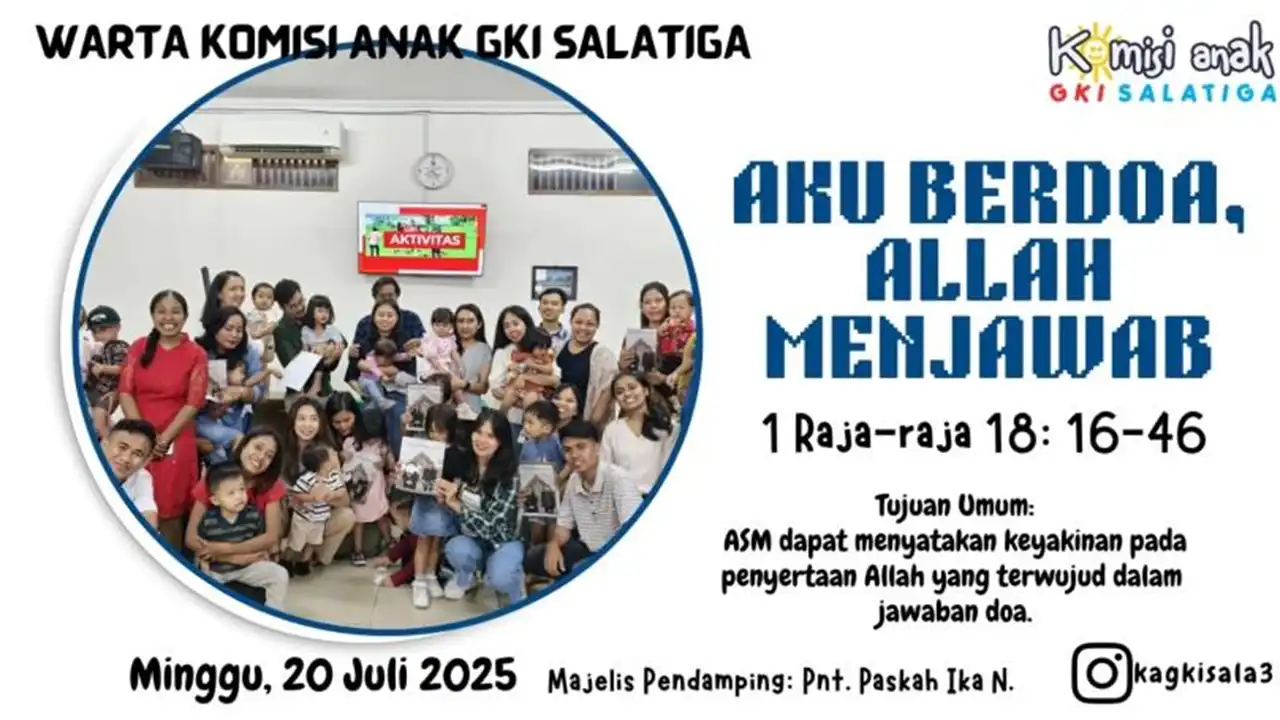 WARTA KOMISI ANAK GKI SALATIGA
Komisi anak
GKI SALATIGA
AKTIVITAS
AKU BERDOA,
ALLAH
MENJAWAB
1 Raja-raja 18: 16-46
Tujuan Umum:
ASM dapat menyatakan keyakinan pada
penyertaan Allah yang terwujud dalam
jawaban doa.
Minggu, 20 Juli 2025
Majelis Pendamping: Pnt. Paskah Ika N.
kagkisala3